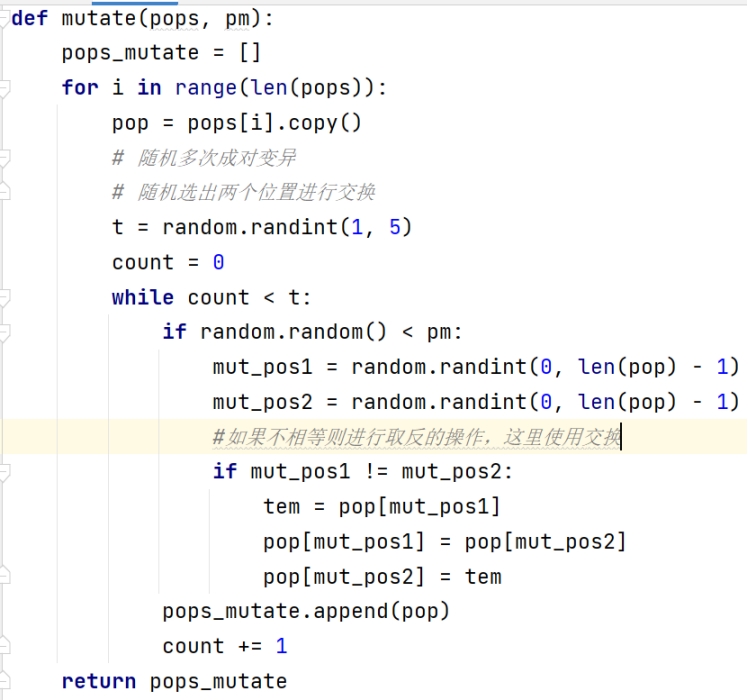 def mutate(pops, pm):
    pops_mutate = []
    for i in range(len(pops)):
        pop = pops[i].copy()
        # 随机多次成对变异
        # 随机选出两个位置进行交换
        t = random.randint(1, 5)
        count = 0
        while count < t:
            if random.random() < pm:
                mut_pos1 = random.randint(0, len(pop) - 1)
                mut_pos2 = random.randint(0, len(pop) - 1)
                #如果不相等则进行取反的操作，这里使用交换
                if mut_pos1 != mut_pos2:
                    tem = pop[mut_pos1]
                    pop[mut_pos1] = pop[mut_pos2]
                    pop[mut_pos2] = tem
            pops_mutate.append(pop)
            count += 1
    return pops_mutate